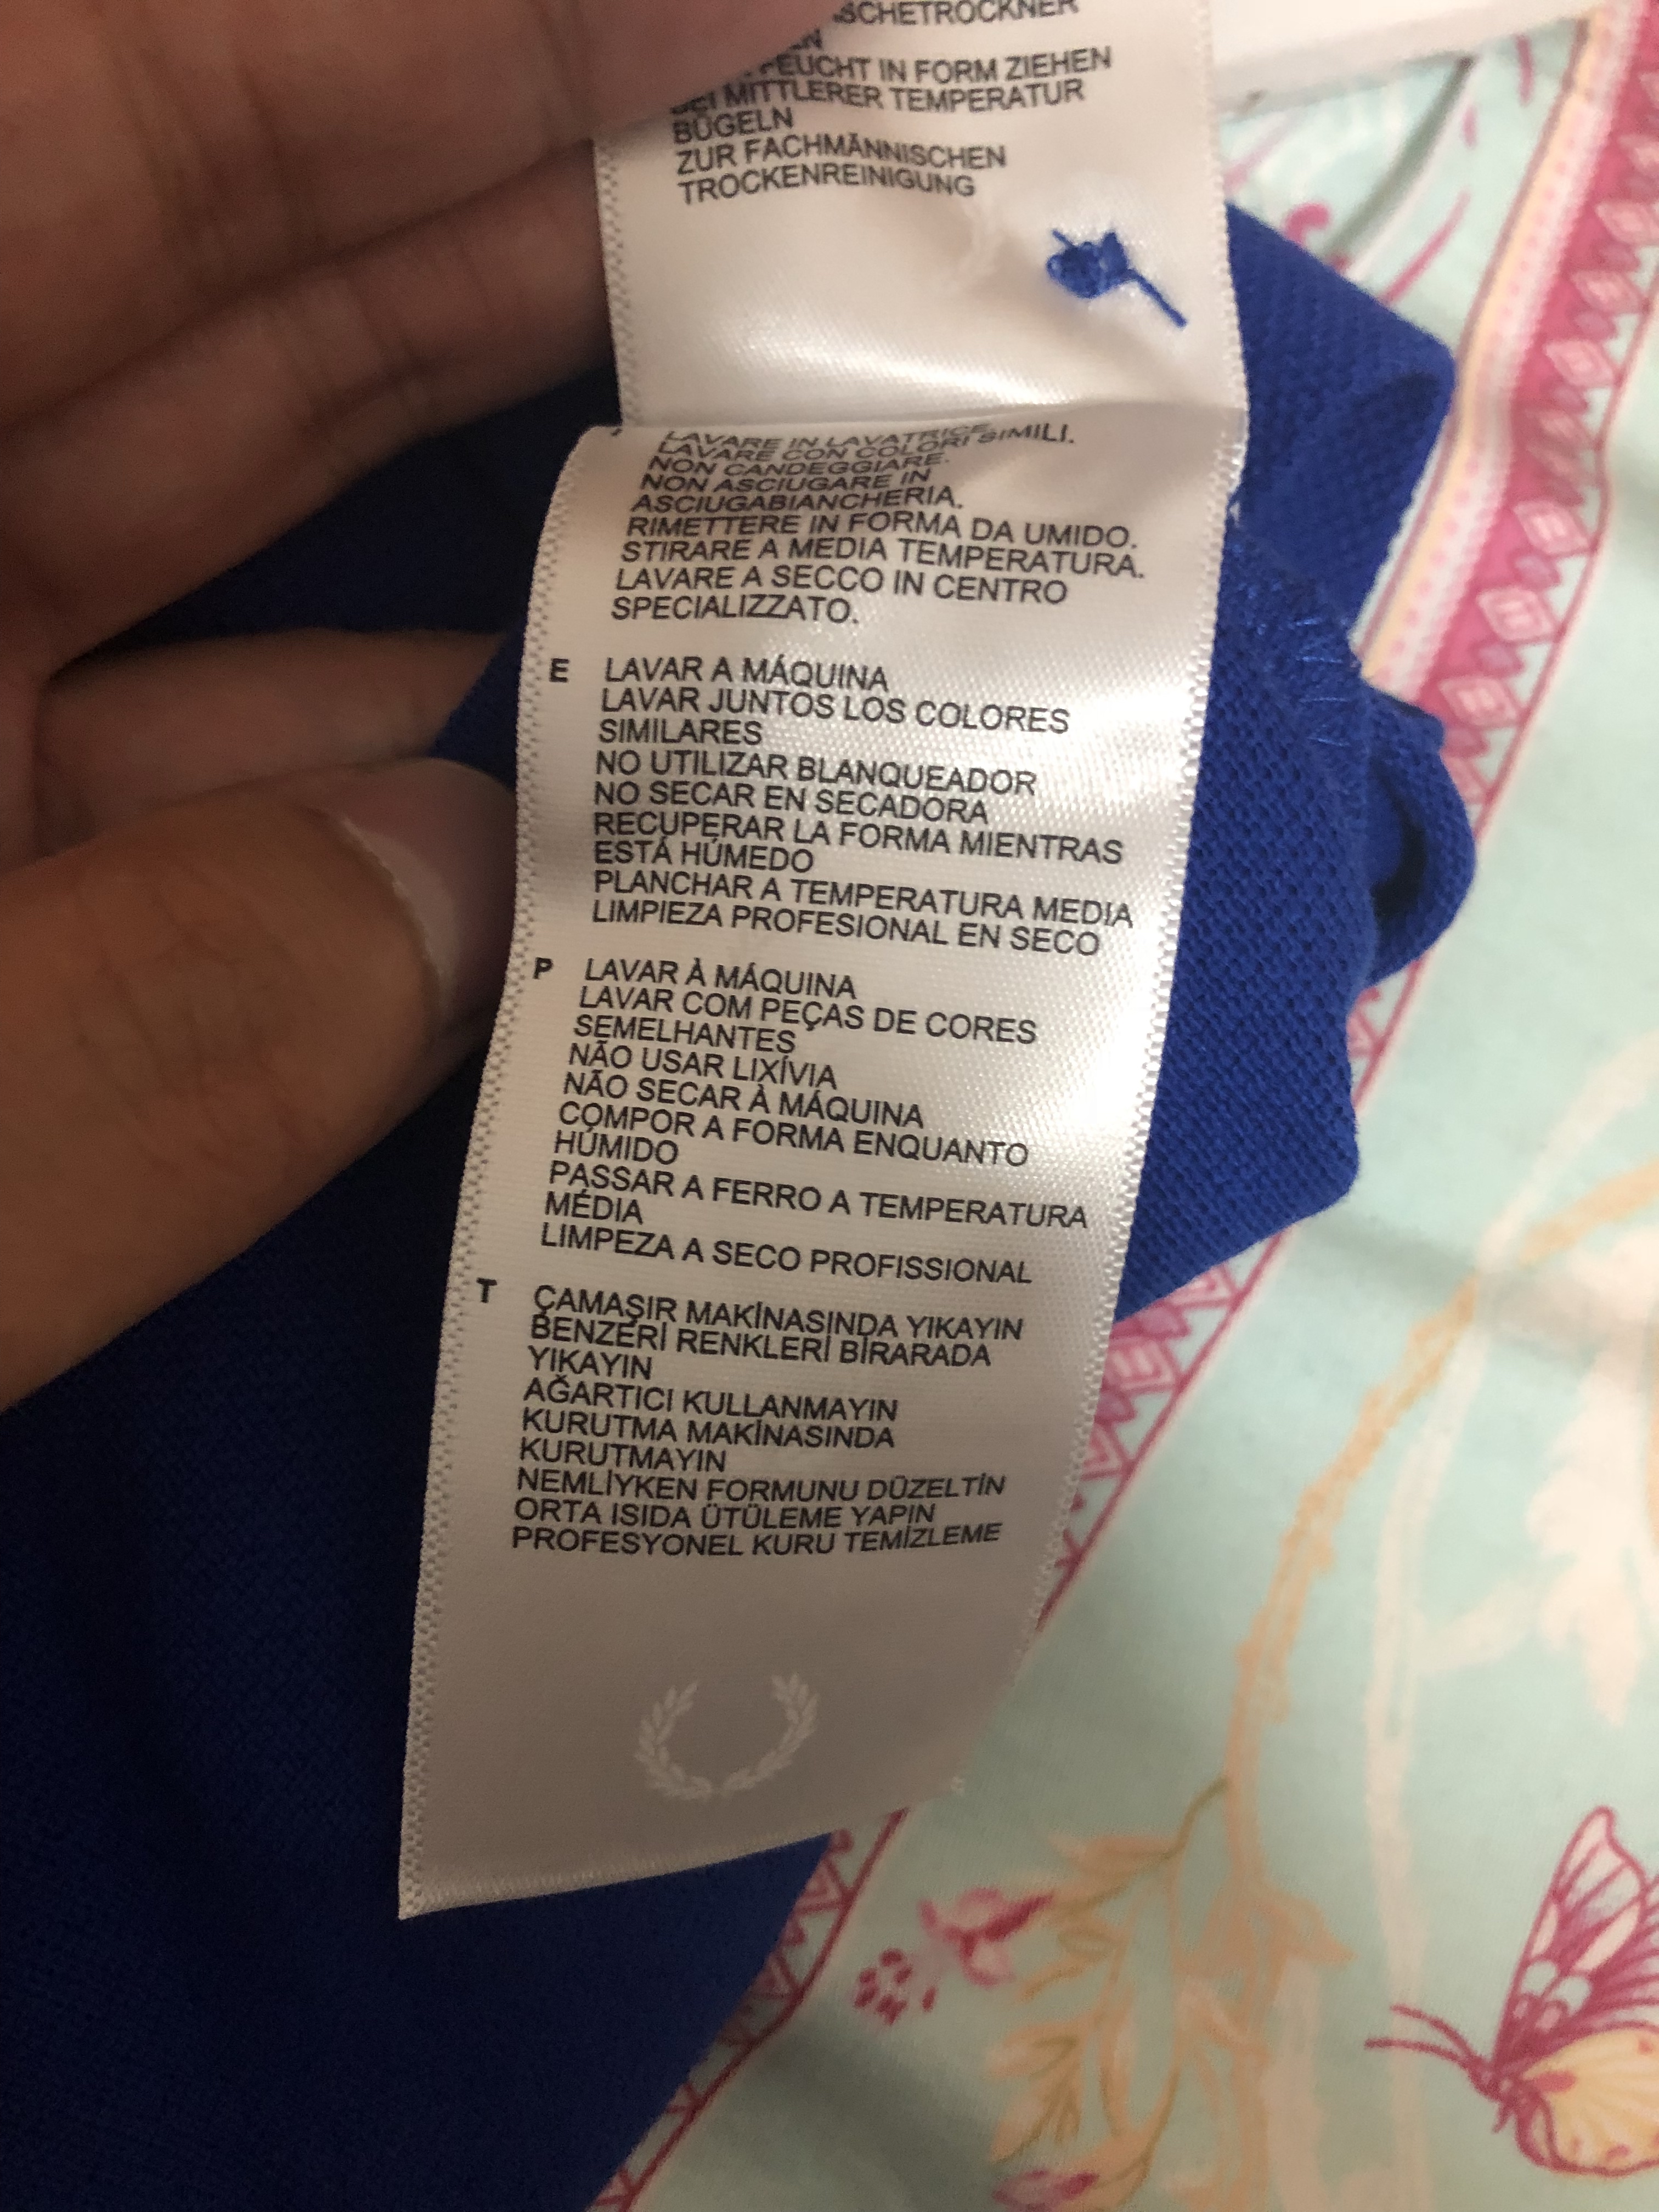 FEUCHT IN FORM ZIEHEN
BEI MITTLERER TEMPERATUR
BÜGELN
ZUR FACHMÄNNISCHEN
TROCKENREINIGUNG
LAVARE IN LAVATRICE.
LAVARE CON COLORI SIMILI.
NON CANDEGGIARE.
NON ASCIUGARE IN
ASCIUGABIANCHERIA.
RIMETTERE IN FORMA DA UMIDO.
STIRARE A MEDIA TEMPERATURA.
LAVARE A SECCO IN CENTRO
SPECIALIZZATO.
E LAVAR A MÁQUINA
LAVAR JUNTOS LOS COLORES
SIMILARES
NO UTILIZAR BLANQUEADOR
NO SECAR EN SECADORA
RECUPERAR LA FORMA MIENTRAS
ESTÁ HÚMEDO
PLANCHAR A TEMPERATURA MEDIA
LIMPIEZA PROFESIONAL EN SECO
P LAVAR À MÁQUINA
LAVAR COM PEÇAS DE CORES
SEMELHANTES
NÃO USAR LIXÍVIA
NÃO SECAR À MÁQUINA
COMPOR A FORMA ENQUANTO
HÚMIDO
PASSAR A FERRO A TEMPERATURA
MÉDIA
LIMPEZA A SECO PROFISSIONAL
T ÇAMAŞIR MAKİNASINDA YIKAYIN
BENZERİ RENKLERİ BİRARADA
YIKAYIN
AĞARTICI KULLANMAYIN
KURUTMA MAKİNASINDA
KURUTMAYIN
NEMLİYKEN FORMUNU DÜZELTİN
ORTA ISIDA ÜTÜLEME YAPIN
PROFESYONEL KURU TEMİZLEME